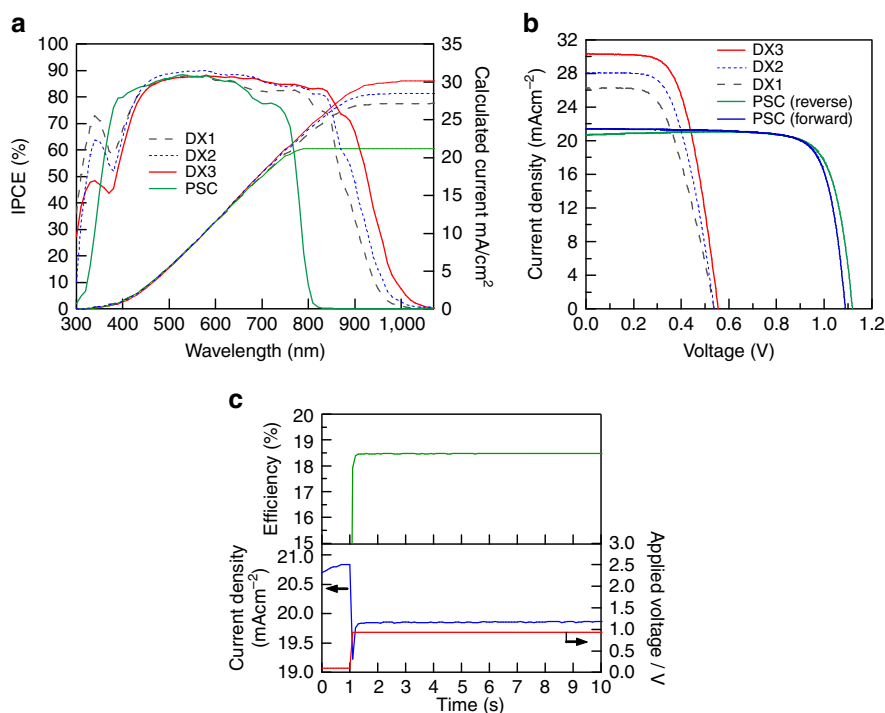 a
100
90
80
70
60
50
40
30
20
10
0
IPCE (%)
DX1
DX2
DX3
PSC
35
30
25
20
15
10
5
0
Calculated current mA/cm²
300 400 500 600 700 800 900 1,000
Wavelength (nm)
b
32
28
24
20
16
12
8
4
0
Current density (mAcm⁻²)
DX3
DX2
DX1
PSC (reverse)
PSC (forward)
0.0 0.2 0.4 0.6 0.8 1.0 1.2
Voltage (V)
c
20
19
18
17
16
15
Efficiency (%)
21.0
20.5
20.0
19.5
19.0
Current density
(mAcm⁻²)
3.0
2.5
2.0
1.5
1.0
0.5
0.0
Applied voltage / V
0 1 2 3 4 5 6 7 8 9 10
Time (s)